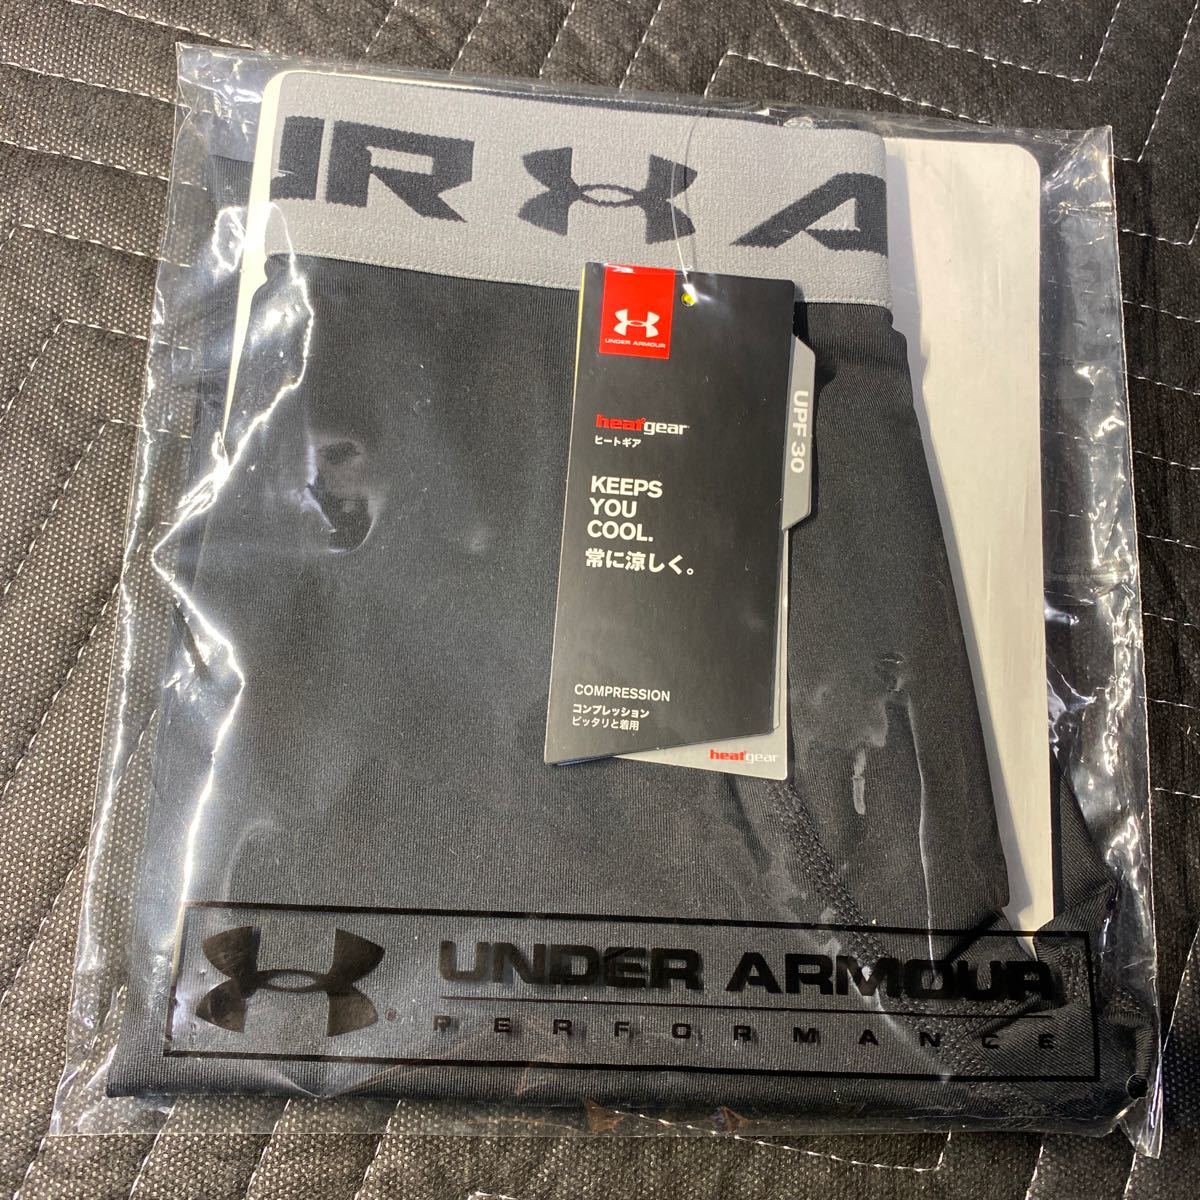 UR A
UNDER ARMOUR
heatgear
ヒートギア
UPF 30
KEEPS
YOU
COOL.
常に涼しく。
COMPRESSION
コンプレッション
ピッタリと着用
heatgear
UNDER ARMOUR
PERFORMANCE